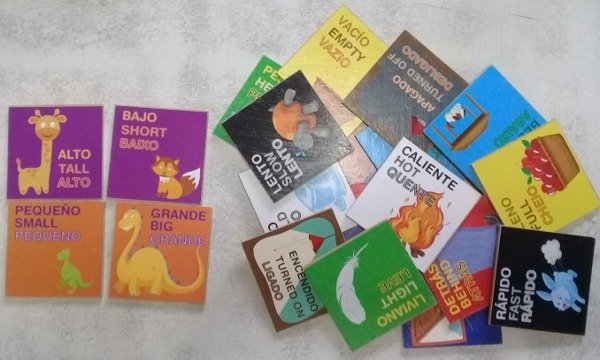 ALTO
TALL
ALTO
BAJO
SHORT
BAIXO
PEQUEÑO
SMALL
PEQUENO
GRANDE
BIG
GRANDE
VACÍO
EMPTY
VAZIO
APAGADO
TURNED OFF
DESLIGADO
LENTO
SLOW
LENTO
CALIENTE
HOT
QUENTE
LLENO
FULL
CHEIO
ENCENDIDO
TURNED ON
LIGADO
LIVIANO
LIGHT
LEVE
DETRÁS
BEHIND
ATRÁS
RÁPIDO
FAST
RÁPIDO